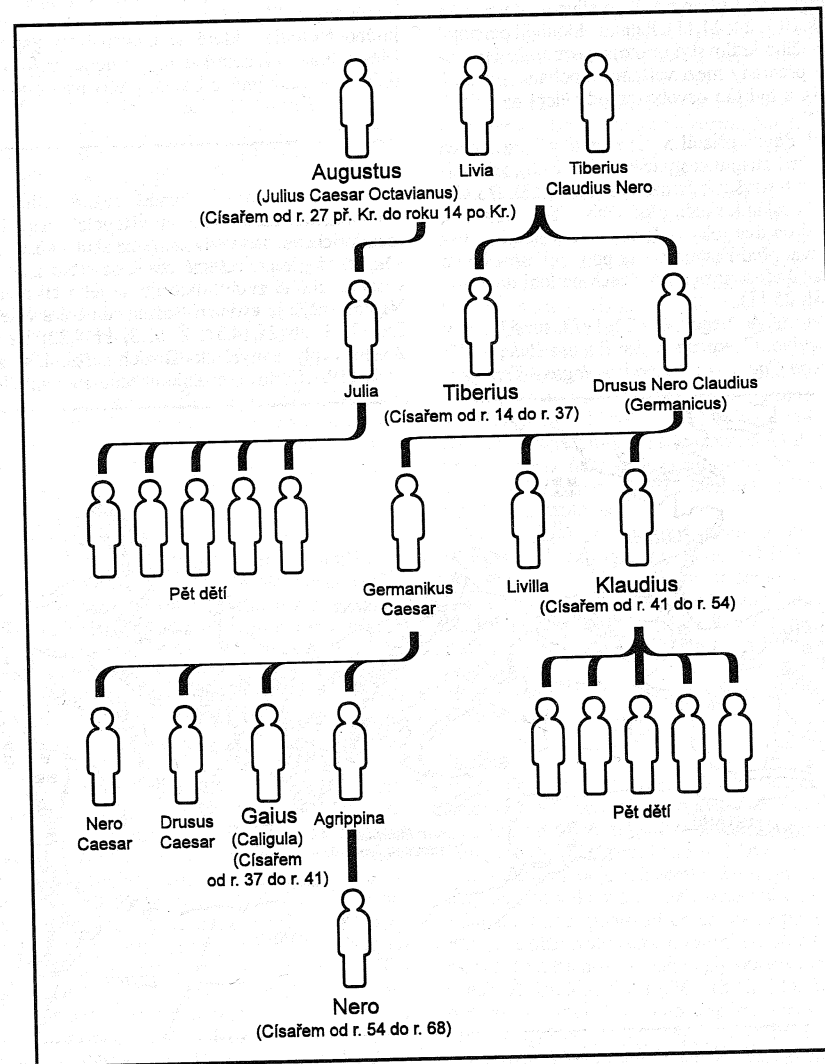 Augustus
(Julius Caesar Octavianus)
(Císařem od r. 27 př. Kr. do roku 14 po Kr.)
Livia
Tiberius
Claudius Nero
Julia
Tiberius
(Císařem od r. 14 do r. 37)
Drusus Nero Claudius
(Germanicus)
Pět dětí
Germanikus
Caesar
Livilla
Klaudius
(Císařem od r. 41 do r. 54)
Nero
Caesar
Drusus
Caesar
Gaius
(Caligula)
(Císařem
od r. 37 do r. 41)
Agrippina
Pět dětí
Nero
(Císařem od r. 54 do r. 68)